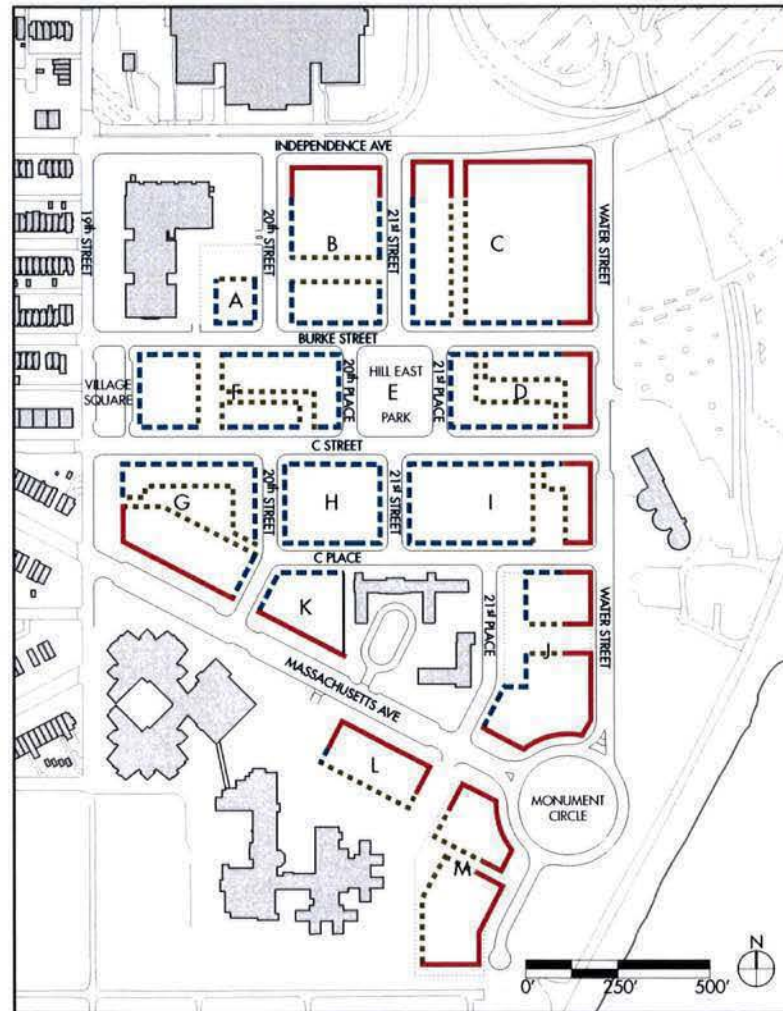 INDEPENDENCE AVE
19th STREET
20th STREET
21st STREET
WATER STREET
B
C
A
BURKE STREET
VILLAGE
SQUARE
F
20th PLACE
HILL EAST
E
PARK
21st PLACE
D
C STREET
G
20th STREET
H
21st STREET
I
C PLACE
K
21st PLACE
J
WATER STREET
MASSACHUSETTS AVE
L
MONUMENT
CIRCLE
M
N
0' 250' 500'